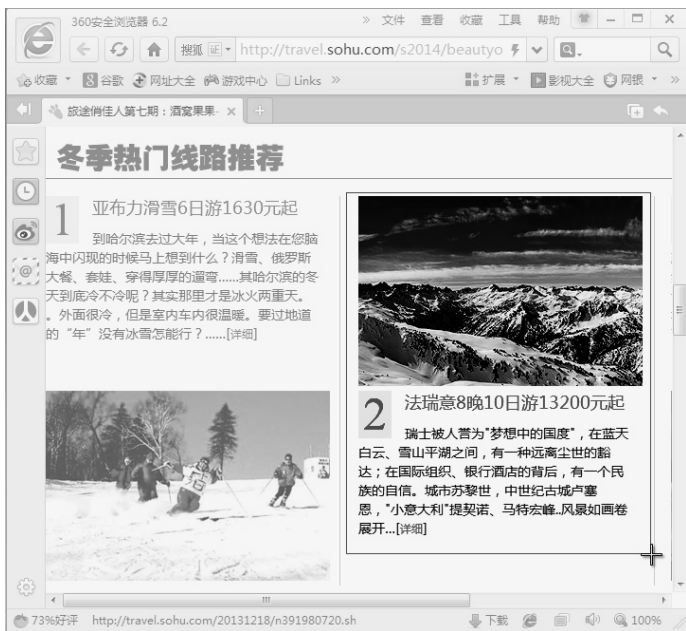 360安全浏览器 6.2
» 文件 查看 收藏 工具 帮助
搜狐 证 http://travel.sohu.com/s2014/beautyo
收藏 谷歌 网址大全 游戏中心 Links » 扩展 影视大全 网银 »
旅途俏佳人第七期：酒窝果果-
冬季热门线路推荐
1 亚布力滑雪6日游1630元起
到哈尔滨去过大年，当这个想法在您脑
海中闪现的时候马上想到什么？滑雪、俄罗斯
大餐、套娃、穿得厚厚的遛弯......其哈尔滨的冬
天到底冷不冷呢？其实那里才是冰火两重天。
。外面很冷，但是室内车内很温暖。要过地道
的“年”没有冰雪怎能行？......[详细]
2 法瑞意8晚10日游13200元起
瑞士被人誉为"梦想中的国度"，在蓝天
白云、雪山平湖之间，有一种远离尘世的豁
达；在国际组织、银行酒店的背后，有一个民
族的自信。城市苏黎世，中世纪古城卢塞
恩，"小意大利"提契诺、马特宏峰..风景如画卷
展开...[详细]
73%好评 http://travel.sohu.com/20131218/n391980720.sh 下载 100%